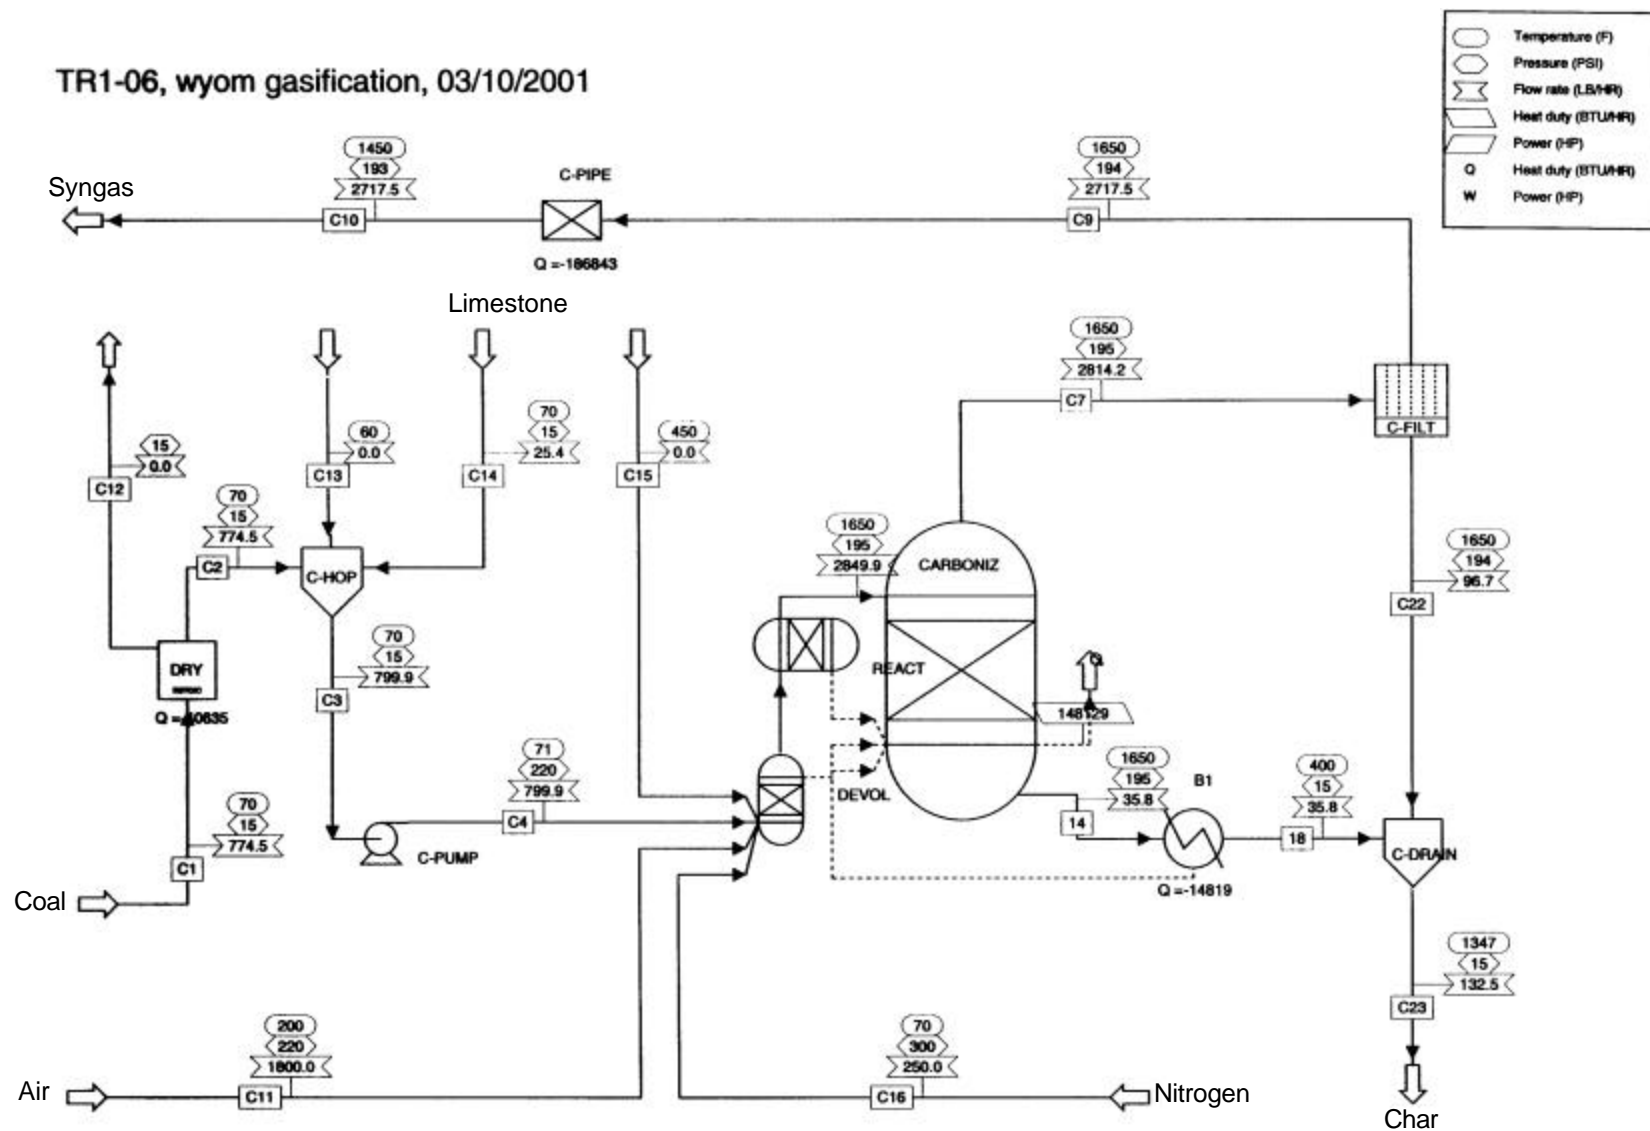 TR1-06, wyom gasification, 03/10/2001
Temperature (F)
Pressure (PSI)
Flow rate (LB/HR)
Heat duty (BTU/HR)
Power (HP)
Q Heat duty (BTU/HR)
W Power (HP)
Syngas
1450
193
2717.5
C10
C-PIPE
Q =-186843
1650
194
2717.5
C9
Limestone
1650
195
2814.2
C7
C-FILT
15
0.0
C12
60
0.0
C13
70
15
25.4
C14
450
0.0
C15
70
15
774.5
C2
C-HOP
1650
195
2849.9
CARBONIZ
1650
194
96.7
C22
DRY
70
15
799.9
C3
REACT
Q
148129
70
15
774.5
C1
71
220
799.9
C4
C-PUMP
DEVOL
1650
195
35.8
14
B1
Q =-14819
400
15
35.8
18
C-DRAIN
Coal
1347
15
132.5
C23
200
220
1800.0
C11
Air
70
300
250.0
C16
Nitrogen
Char